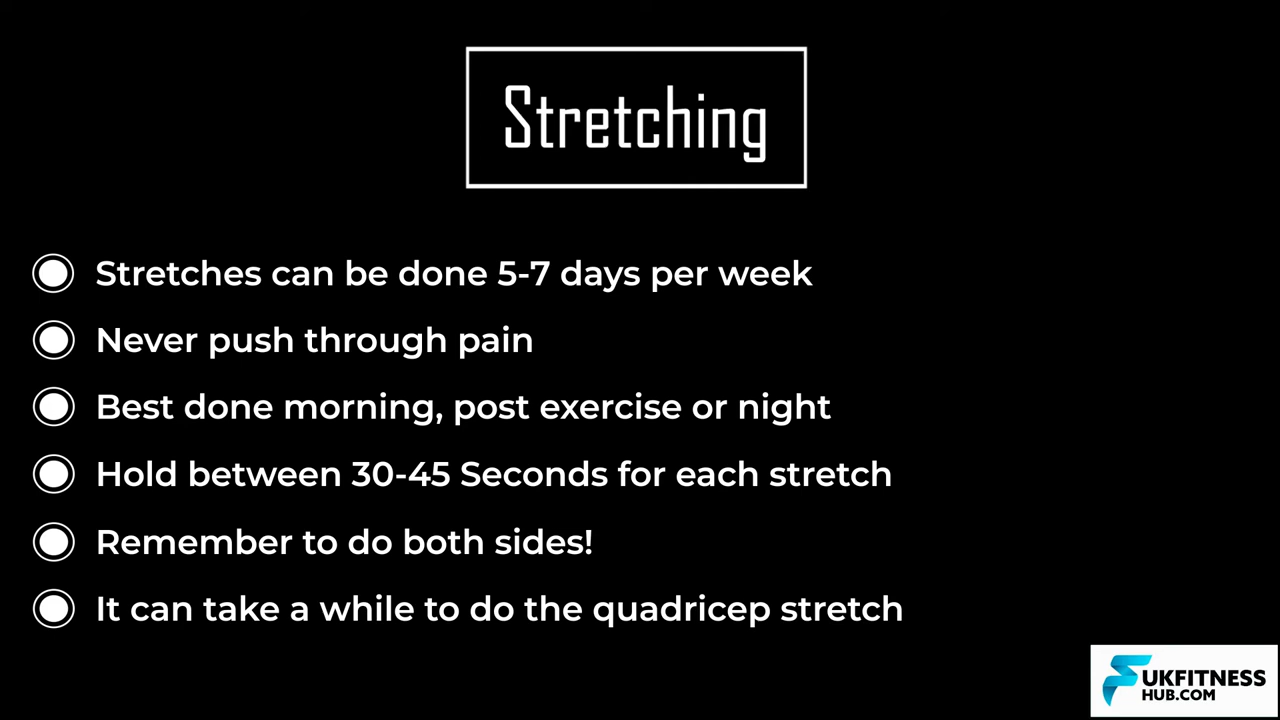 Stretching
Stretches can be done 5-7 days per week
Never push through pain
Best done morning, post exercise or night
Hold between 30-45 Seconds for each stretch
Remember to do both sides!
It can take a while to do the quadricep stretch
UKFITNESS
HUB.COM